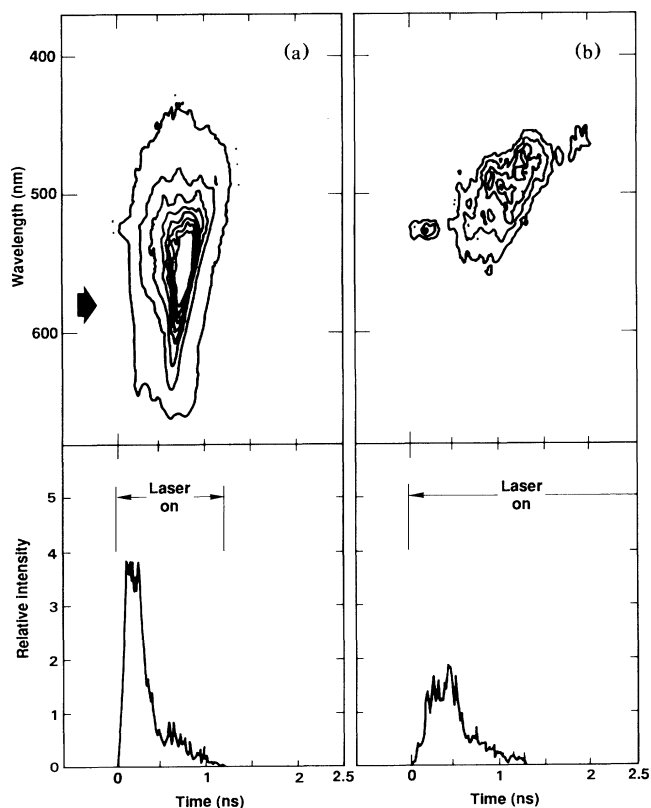 (a)
(b)
400
500
600
Wavelength (nm)
Laser
on
Laser
on
5
4
3
2
1
0
Relative intensity
0
1
2.5
0
1
2
2.5
Time (ns)
Time (ns)